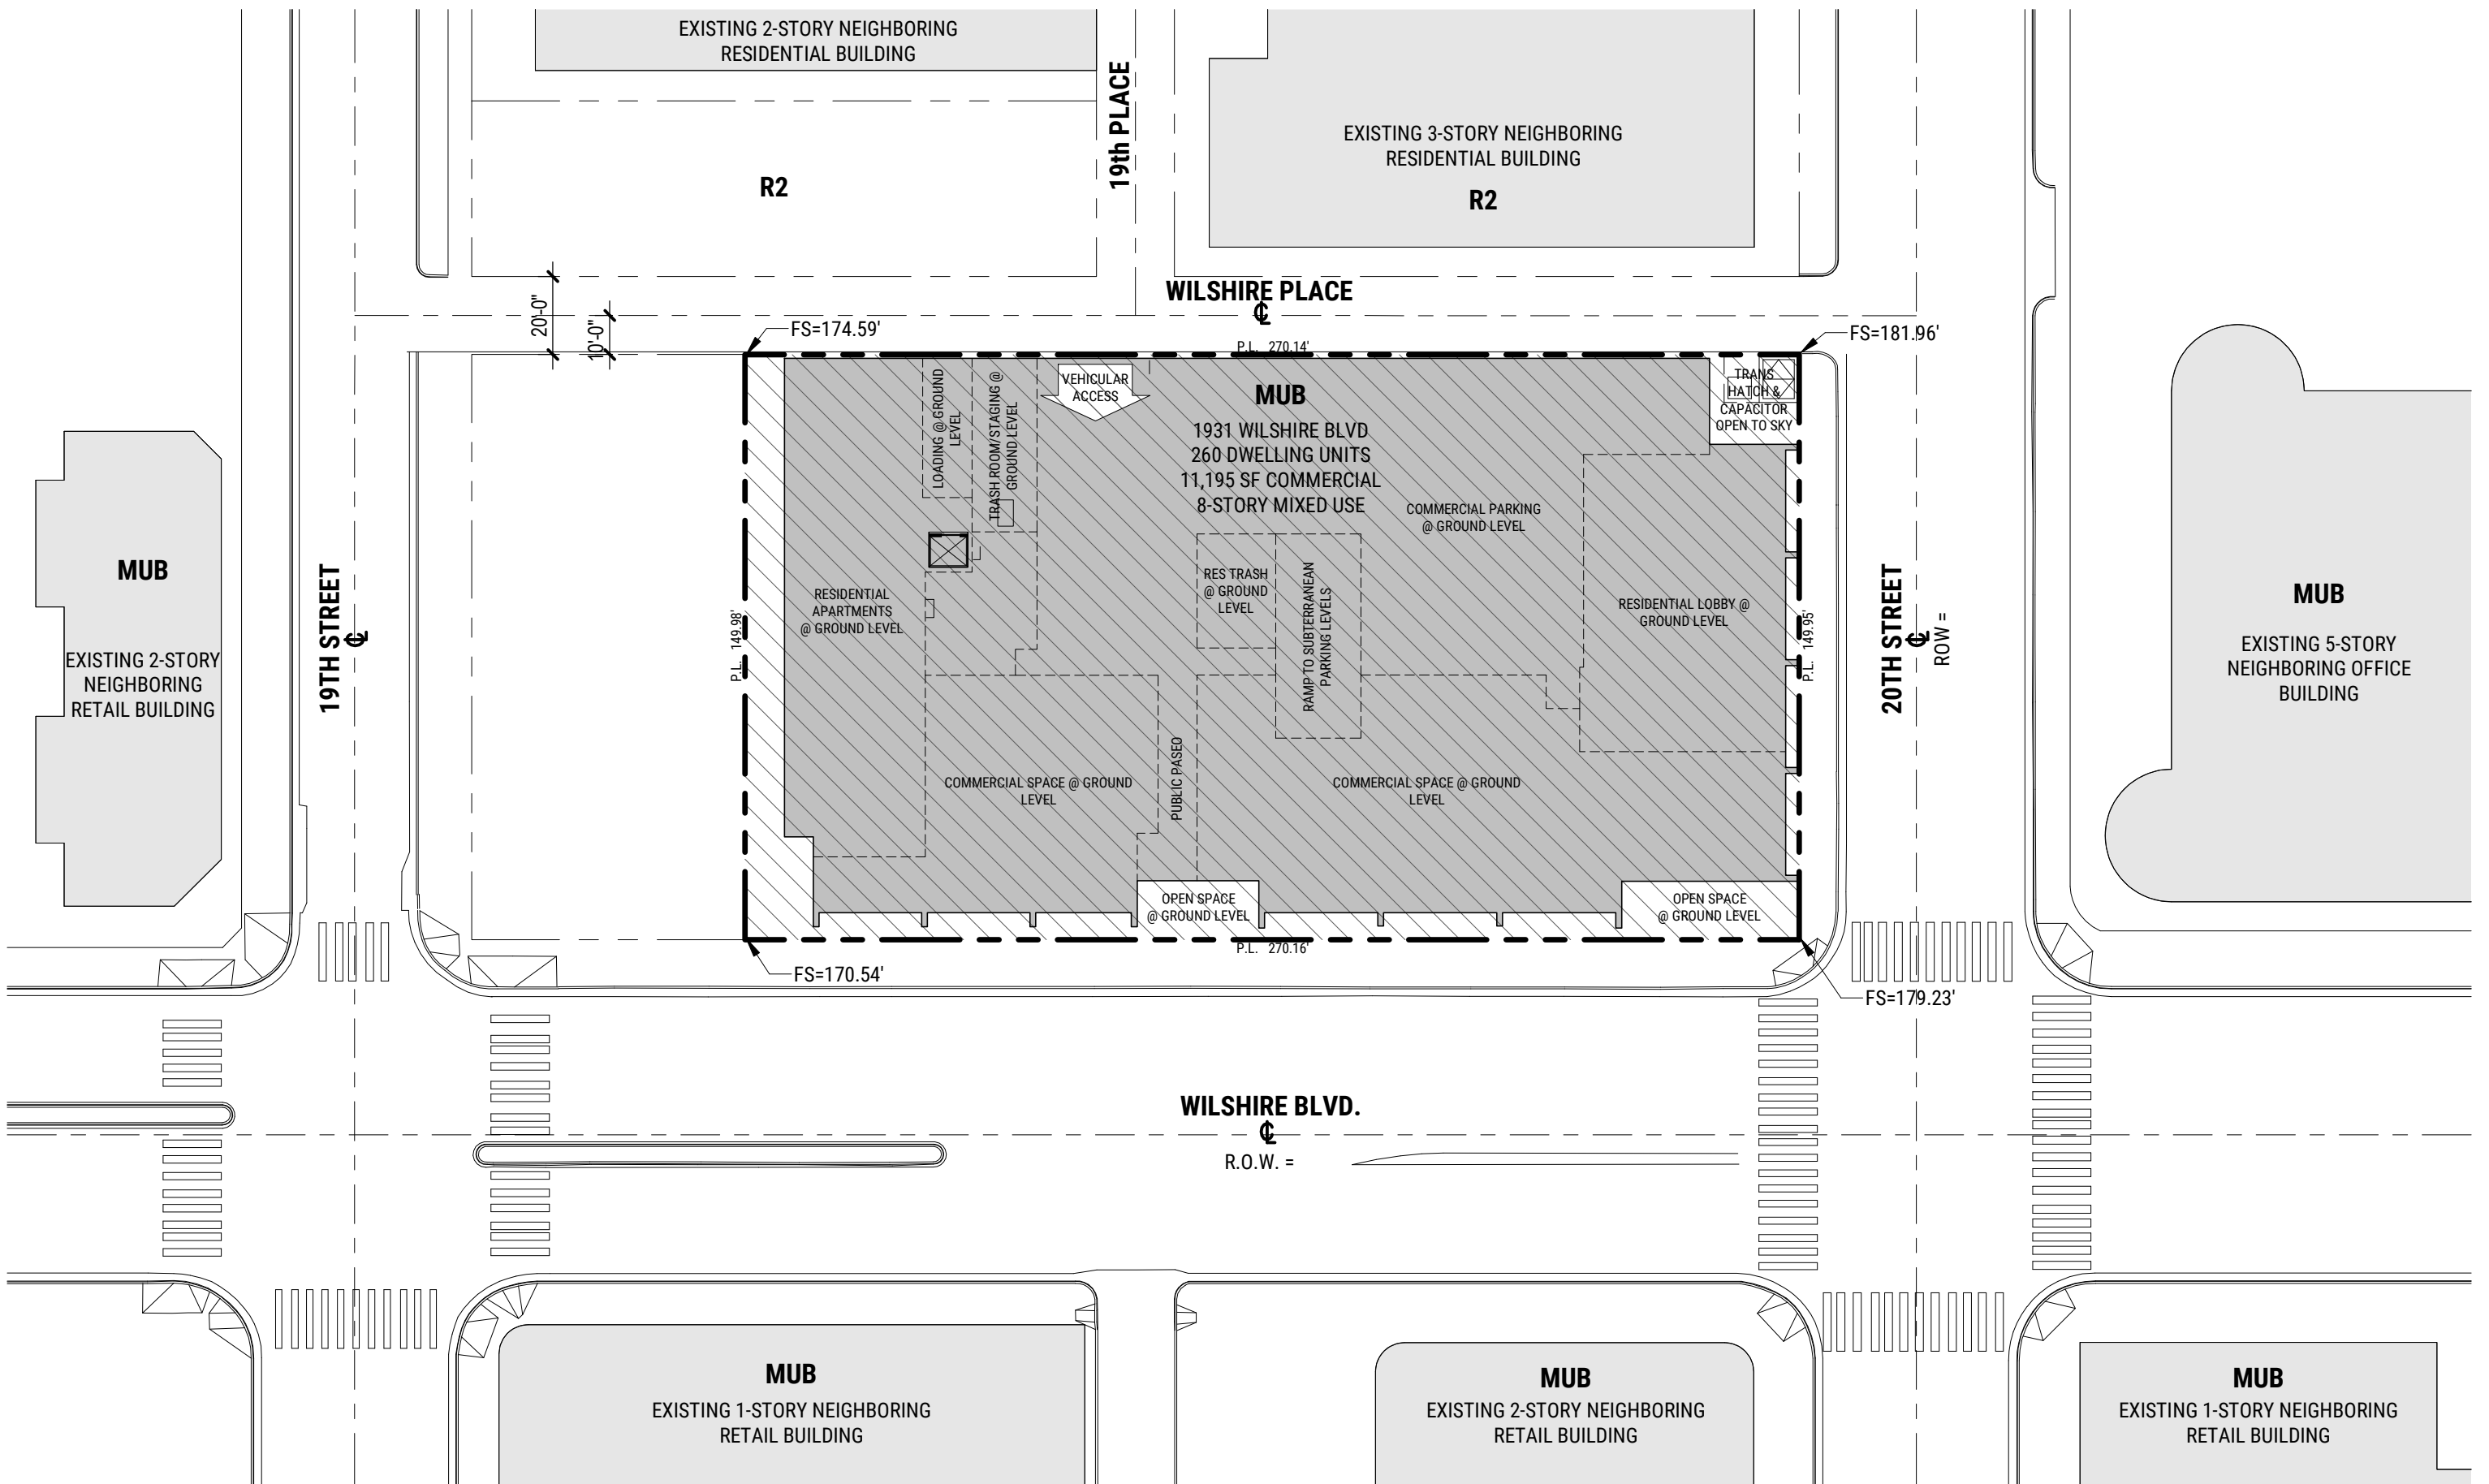 EXISTING 2-STORY NEIGHBORING
RESIDENTIAL BUILDING
R2
19th PLACE
EXISTING 3-STORY NEIGHBORING
RESIDENTIAL BUILDING
R2
WILSHIRE PLACE
℄
20'-0"
10'-0"
FS=174.59'
FS=181.96'
P.L. 270.14'
LOADING @ GROUND
LEVEL
TRASH ROOM/STAGING @
GROUND LEVEL
VEHICULAR
ACCESS
MUB
1931 WILSHIRE BLVD
260 DWELLING UNITS
11,195 SF COMMERCIAL
8-STORY MIXED USE
TRANS
HATCH &
CAPACITOR
OPEN TO SKY
COMMERCIAL PARKING
@ GROUND LEVEL
MUB
EXISTING 2-STORY
NEIGHBORING
RETAIL BUILDING
19TH STREET
℄
P.L. 149.98'
RESIDENTIAL
APARTMENTS
@ GROUND LEVEL
RES TRASH
@ GROUND
LEVEL
RAMP TO SUBTERRANEAN
PARKING LEVELS
RESIDENTIAL LOBBY @
GROUND LEVEL
P.L. 149.95'
20TH STREET
℄
ROW =
MUB
EXISTING 5-STORY
NEIGHBORING OFFICE
BUILDING
COMMERCIAL SPACE @ GROUND
LEVEL
PUBLIC PASEO
COMMERCIAL SPACE @ GROUND
LEVEL
OPEN SPACE
@ GROUND LEVEL
OPEN SPACE
@ GROUND LEVEL
P.L. 270.16'
FS=170.54'
FS=179.23'
WILSHIRE BLVD.
℄
R.O.W. =
MUB
EXISTING 1-STORY NEIGHBORING
RETAIL BUILDING
MUB
EXISTING 2-STORY NEIGHBORING
RETAIL BUILDING
MUB
EXISTING 1-STORY NEIGHBORING
RETAIL BUILDING